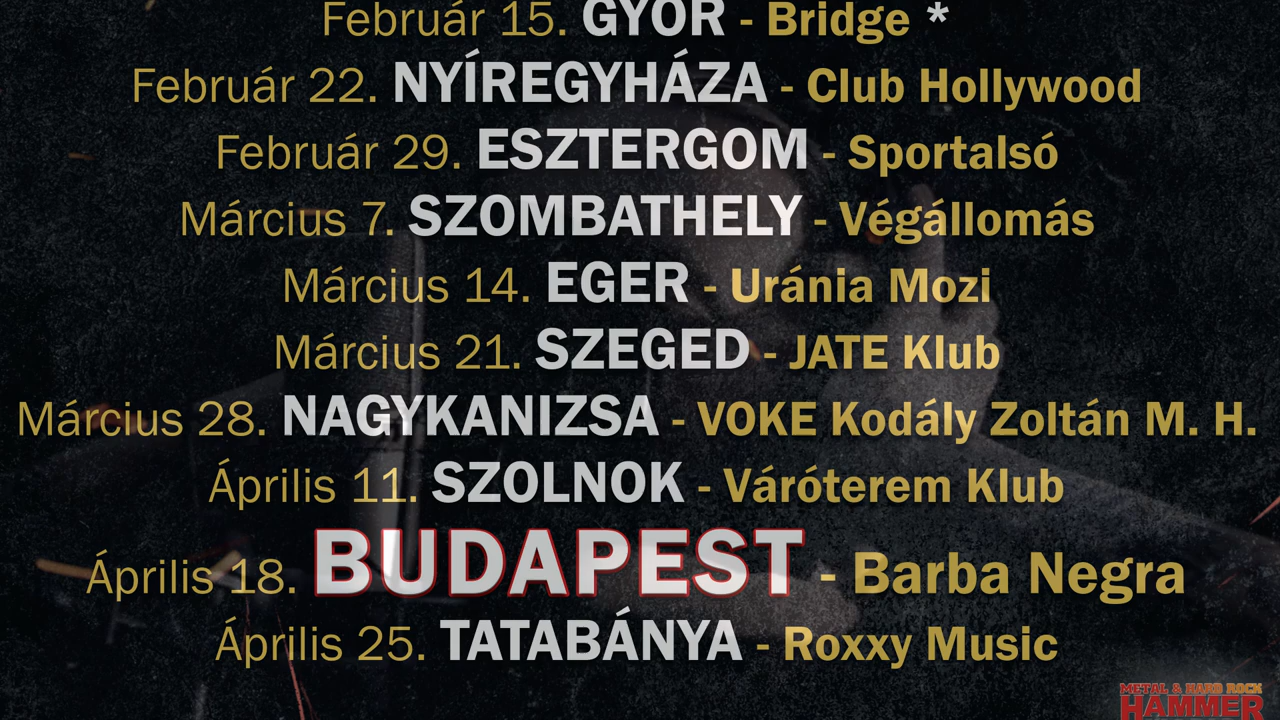 Február 15. GYŐR - Bridge *
Február 22. NYÍREGYHÁZA - Club Hollywood
Február 29. ESZTERGOM - Sportalsó
Március 7. SZOMBATHELY - Végállomás
Március 14. EGER - Uránia Mozi
Március 21. SZEGED - JATE Klub
Március 28. NAGYKANIZSA - VOKE Kodály Zoltán M. H.
Április 11. SZOLNOK - Váróterem Klub
Április 18. BUDAPEST - Barba Negra
Április 25. TATABÁNYA - Roxxy Music
METAL & HARD ROCK
HAMMER